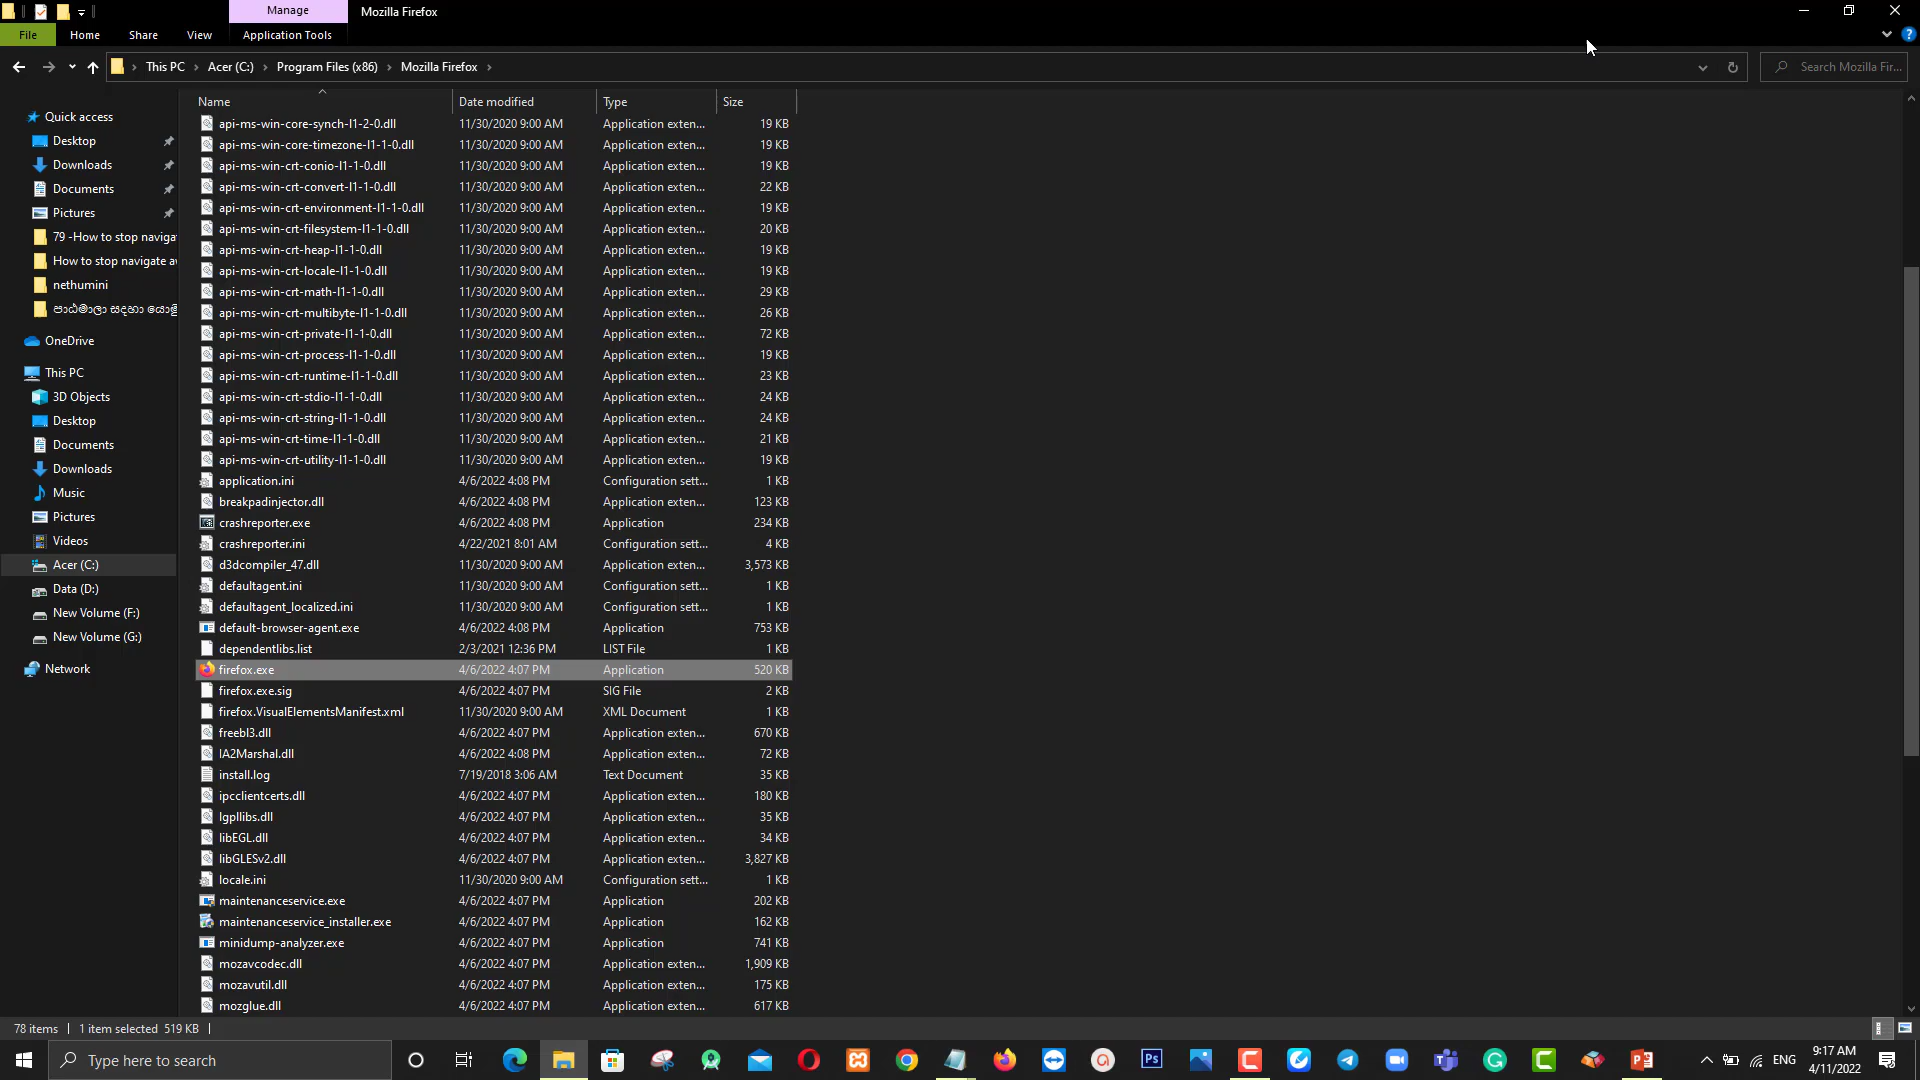 Manage
Mozilla Firefox
File
Home
Share
View
Application Tools
This PC
Acer (C:)
Program Files (x86)
Mozilla Firefox
Search Mozilla Fir...
Name
Date modified
Type
Size
Quick access
Desktop
Downloads
Documents
Pictures
79 -How to stop naviga
How to stop navigate a
nethumini
පාඨමාලා සදහා යොමු
OneDrive
This PC
3D Objects
Desktop
Documents
Downloads
Music
Pictures
Videos
Acer (C:)
Data (D:)
New Volume (F:)
New Volume (G:)
Network
api-ms-win-core-synch-l1-2-0.dll 11/30/2020 9:00 AM Application exten... 19 KB
api-ms-win-core-timezone-l1-1-0.dll 11/30/2020 9:00 AM Application exten... 19 KB
api-ms-win-crt-conio-l1-1-0.dll 11/30/2020 9:00 AM Application exten... 19 KB
api-ms-win-crt-convert-l1-1-0.dll 11/30/2020 9:00 AM Application exten... 22 KB
api-ms-win-crt-environment-l1-1-0.dll 11/30/2020 9:00 AM Application exten... 19 KB
api-ms-win-crt-filesystem-l1-1-0.dll 11/30/2020 9:00 AM Application exten... 20 KB
api-ms-win-crt-heap-l1-1-0.dll 11/30/2020 9:00 AM Application exten... 19 KB
api-ms-win-crt-locale-l1-1-0.dll 11/30/2020 9:00 AM Application exten... 19 KB
api-ms-win-crt-math-l1-1-0.dll 11/30/2020 9:00 AM Application exten... 29 KB
api-ms-win-crt-multibyte-l1-1-0.dll 11/30/2020 9:00 AM Application exten... 26 KB
api-ms-win-crt-private-l1-1-0.dll 11/30/2020 9:00 AM Application exten... 72 KB
api-ms-win-crt-process-l1-1-0.dll 11/30/2020 9:00 AM Application exten... 19 KB
api-ms-win-crt-runtime-l1-1-0.dll 11/30/2020 9:00 AM Application exten... 23 KB
api-ms-win-crt-stdio-l1-1-0.dll 11/30/2020 9:00 AM Application exten... 24 KB
api-ms-win-crt-string-l1-1-0.dll 11/30/2020 9:00 AM Application exten... 24 KB
api-ms-win-crt-time-l1-1-0.dll 11/30/2020 9:00 AM Application exten... 21 KB
api-ms-win-crt-utility-l1-1-0.dll 11/30/2020 9:00 AM Application exten... 19 KB
application.ini 4/6/2022 4:08 PM Configuration sett... 1 KB
breakpadinjector.dll 4/6/2022 4:08 PM Application exten... 123 KB
crashreporter.exe 4/6/2022 4:08 PM Application 234 KB
crashreporter.ini 4/22/2021 8:01 AM Configuration sett... 4 KB
d3dcompiler_47.dll 11/30/2020 9:00 AM Application exten... 3,573 KB
defaultagent.ini 11/30/2020 9:00 AM Configuration sett... 1 KB
defaultagent_localized.ini 11/30/2020 9:00 AM Configuration sett... 1 KB
default-browser-agent.exe 4/6/2022 4:08 PM Application 753 KB
dependentlibs.list 2/3/2021 12:36 PM LIST File 1 KB
firefox.exe 4/6/2022 4:07 PM Application 520 KB
firefox.exe.sig 4/6/2022 4:07 PM SIG File 2 KB
firefox.VisualElementsManifest.xml 11/30/2020 9:00 AM XML Document 1 KB
freebl3.dll 4/6/2022 4:07 PM Application exten... 670 KB
IA2Marshal.dll 4/6/2022 4:08 PM Application exten... 72 KB
install.log 7/19/2018 3:06 AM Text Document 35 KB
ipcclientcerts.dll 4/6/2022 4:07 PM Application exten... 180 KB
lgpllibs.dll 4/6/2022 4:07 PM Application exten... 35 KB
libEGL.dll 4/6/2022 4:07 PM Application exten... 34 KB
libGLESv2.dll 4/6/2022 4:07 PM Application exten... 3,827 KB
locale.ini 11/30/2020 9:00 AM Configuration sett... 1 KB
maintenanceservice.exe 4/6/2022 4:07 PM Application 202 KB
maintenanceservice_installer.exe 4/6/2022 4:07 PM Application 162 KB
minidump-analyzer.exe 4/6/2022 4:07 PM Application 741 KB
mozavcodec.dll 4/6/2022 4:07 PM Application exten... 1,909 KB
mozavutil.dll 4/6/2022 4:07 PM Application exten... 175 KB
mozglue.dll 4/6/2022 4:07 PM Application exten... 617 KB
78 items
1 item selected 519 KB
Type here to search
Ps
ENG
9:17 AM
4/11/2022